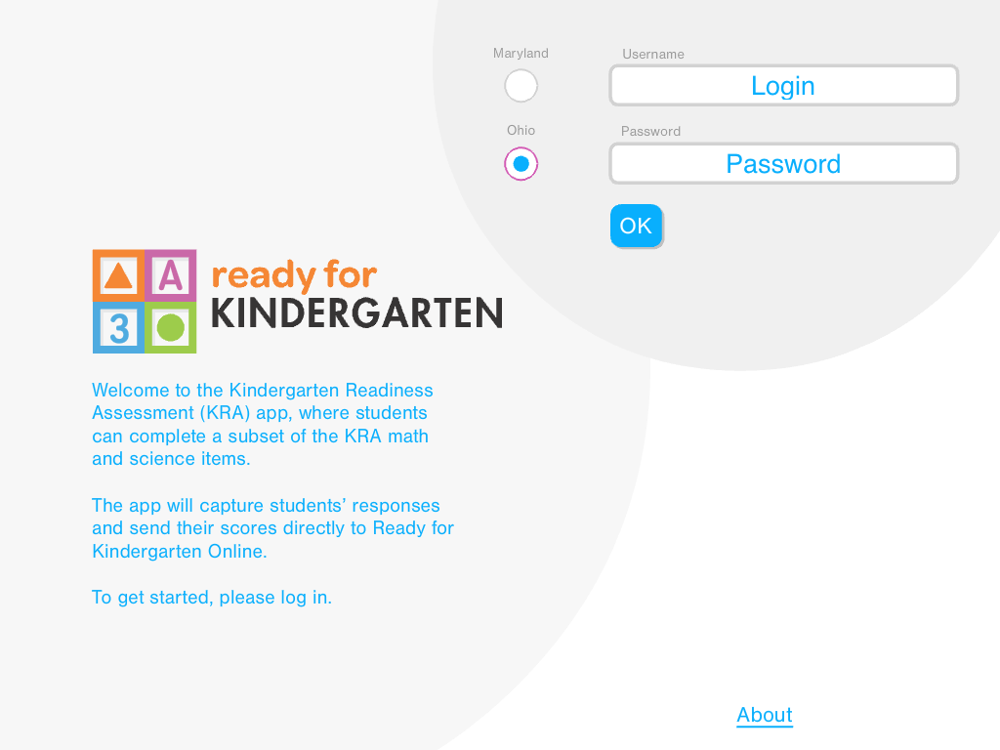 Maryland
Username
Login
Ohio
Password
Password
OK
A
3
ready for
KINDERGARTEN
Welcome to the Kindergarten Readiness
Assessment (KRA) app, where students
can complete a subset of the KRA math
and science items.
The app will capture students’ responses
and send their scores directly to Ready for
Kindergarten Online.
To get started, please log in.
About